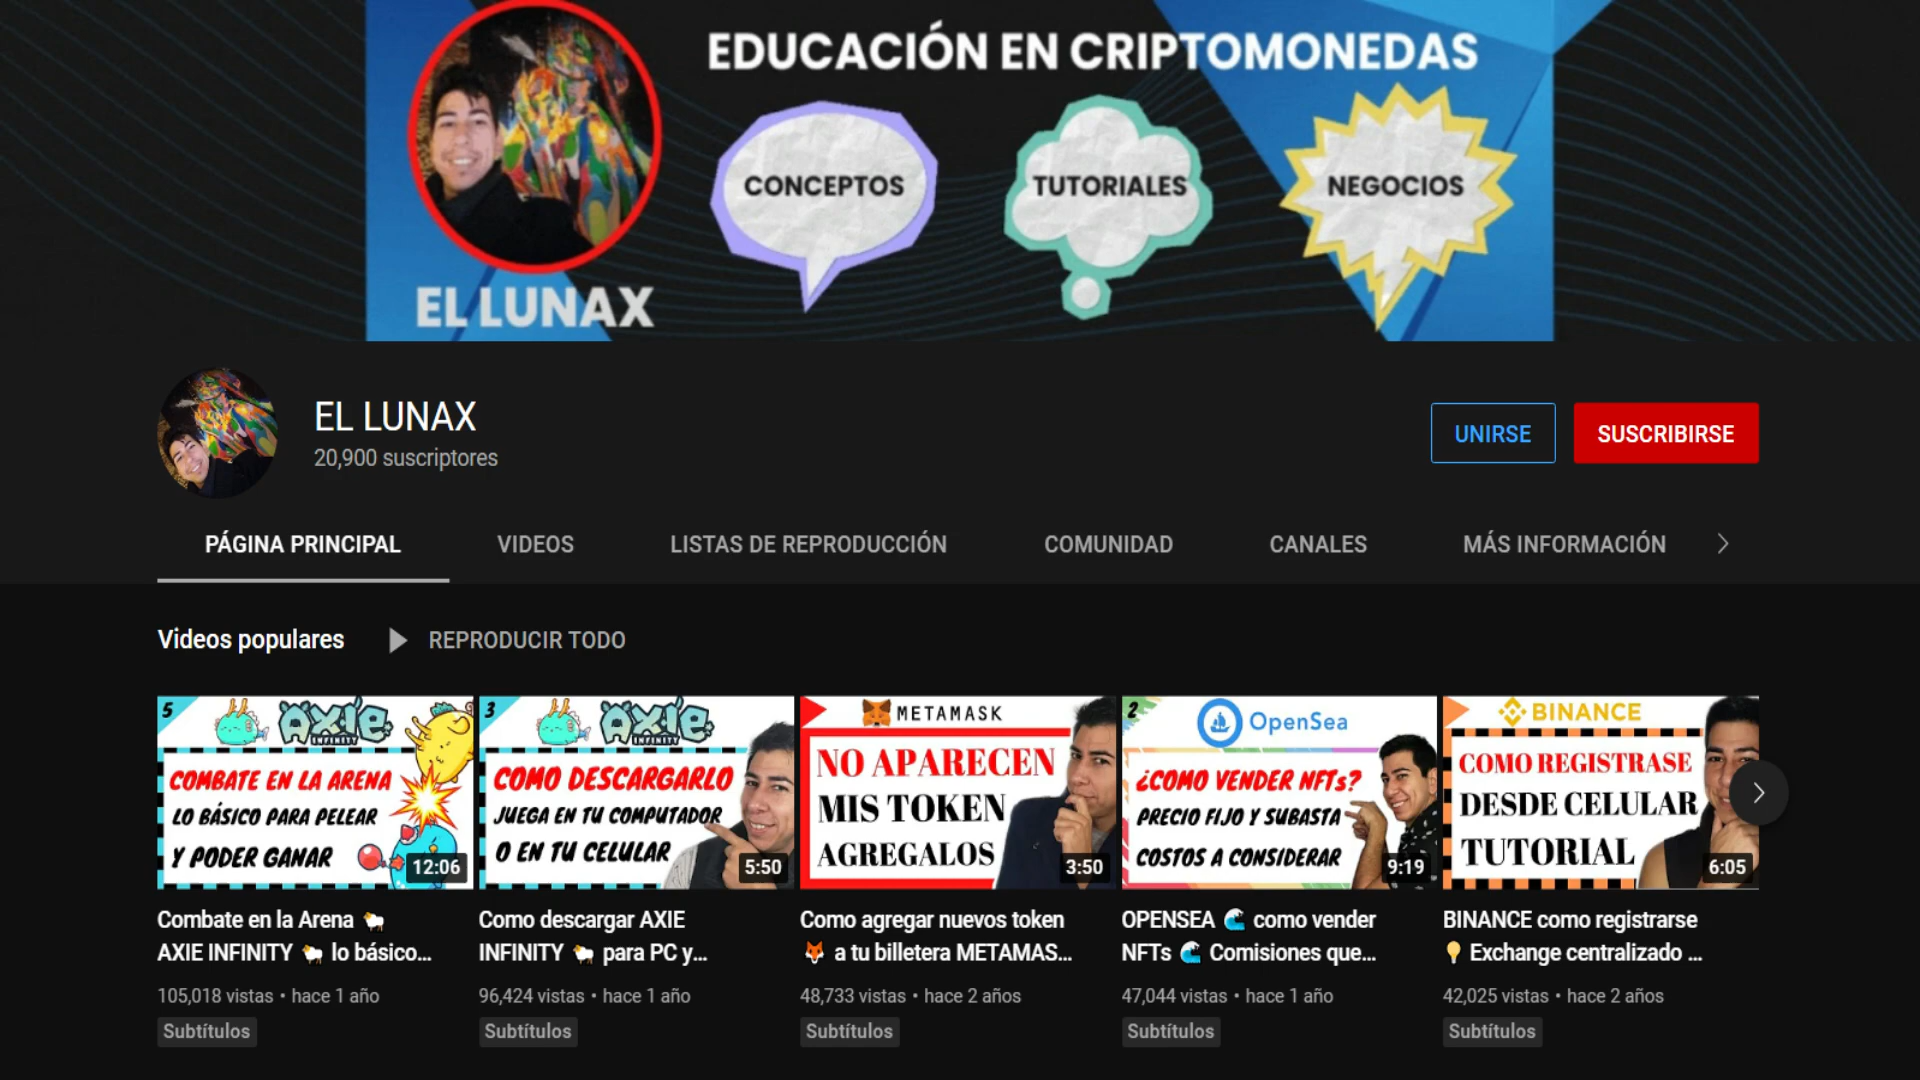 EDUCACIÓN EN CRIPTOMONEDAS
CONCEPTOS
TUTORIALES
NEGOCIOS
EL LUNAX
EL LUNAX
20,900 suscriptores
UNIRSE
SUSCRIBIRSE
PÁGINA PRINCIPAL
VIDEOS
LISTAS DE REPRODUCCIÓN
COMUNIDAD
CANALES
MÁS INFORMACIÓN
Videos populares
REPRODUCIR TODO
5
AXIE
INFINITY
COMBATE EN LA ARENA
LO BÁSICO PARA PELEAR
Y PODER GANAR
12:06
3
AXIE
INFINITY
COMO DESCARGARLO
JUEGA EN TU COMPUTADOR
O EN TU CELULAR
5:50
METAMASK
NO APARECEN
MIS TOKEN
AGREGALOS
3:50
2
OpenSea
¿COMO VENDER NFTs?
PRECIO FIJO Y SUBASTA
COSTOS A CONSIDERAR
9:19
BINANCE
COMO REGISTRASE
DESDE CELULAR
TUTORIAL
6:05
Combate en la Arena 🐑
AXIE INFINITY 🐑 lo básico...
105,018 vistas • hace 1 año
Subtítulos
Como descargar AXIE
INFINITY 🐑 para PC y...
96,424 vistas • hace 1 año
Subtítulos
Como agregar nuevos token
🦊 a tu billetera METAMAS...
48,733 vistas • hace 2 años
Subtítulos
OPENSEA 🌊 como vender
NFTs 🌊 Comisiones que...
47,044 vistas • hace 1 año
Subtítulos
BINANCE como registrarse
💡 Exchange centralizado ...
42,025 vistas • hace 2 años
Subtítulos